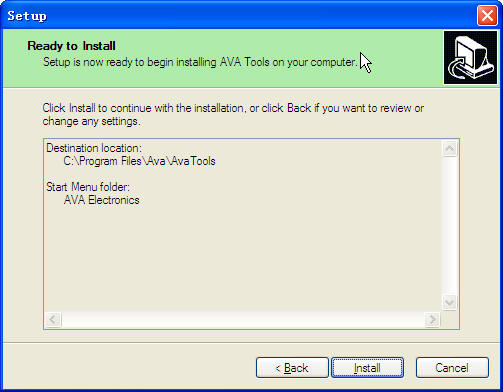 Setup
Ready to Install
Setup is now ready to begin installing AVA Tools on your computer.
Click Install to continue with the installation, or click Back if you want to review or
change any settings.
Destination location:
C:\Program Files\Ava\AvaTools
Start Menu folder:
AVA Electronics
< Back
Install
Cancel